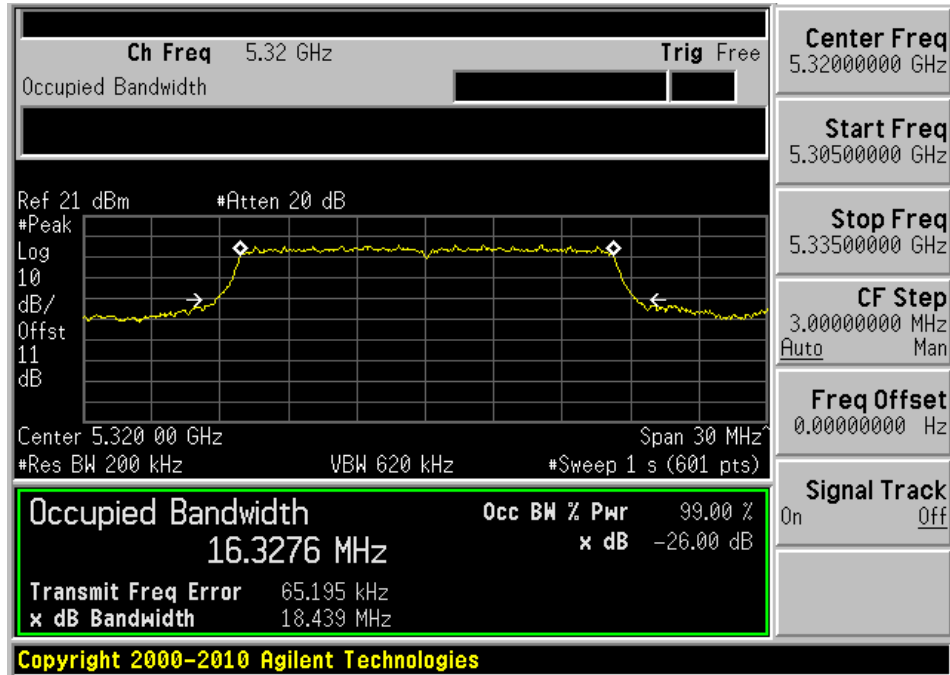 Ch Freq 5.32 GHz Trig Free
Occupied Bandwidth
Ref 21 dBm #Atten 20 dB
#Peak
Log
10
dB/
Offst
11
dB
Center 5.320 00 GHz Span 30 MHz^
#Res BW 200 kHz VBW 620 kHz #Sweep 1 s (601 pts)
Occupied Bandwidth Occ BW % Pwr 99.00 %
16.3276 MHz x dB -26.00 dB
Transmit Freq Error 65.195 kHz
x dB Bandwidth 18.439 MHz
Copyright 2000-2010 Agilent Technologies
Center Freq
5.32000000 GHz
Start Freq
5.30500000 GHz
Stop Freq
5.33500000 GHz
CF Step
3.00000000 MHz
Auto Man
Freq Offset
0.00000000 Hz
Signal Track
On Off